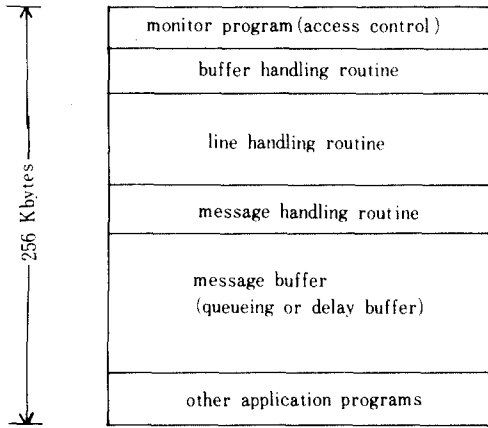 monitor program (access control)
buffer handling routine
line handling routine
message handling routine
message buffer
(queueing or delay buffer)
other application programs
256 Kbytes